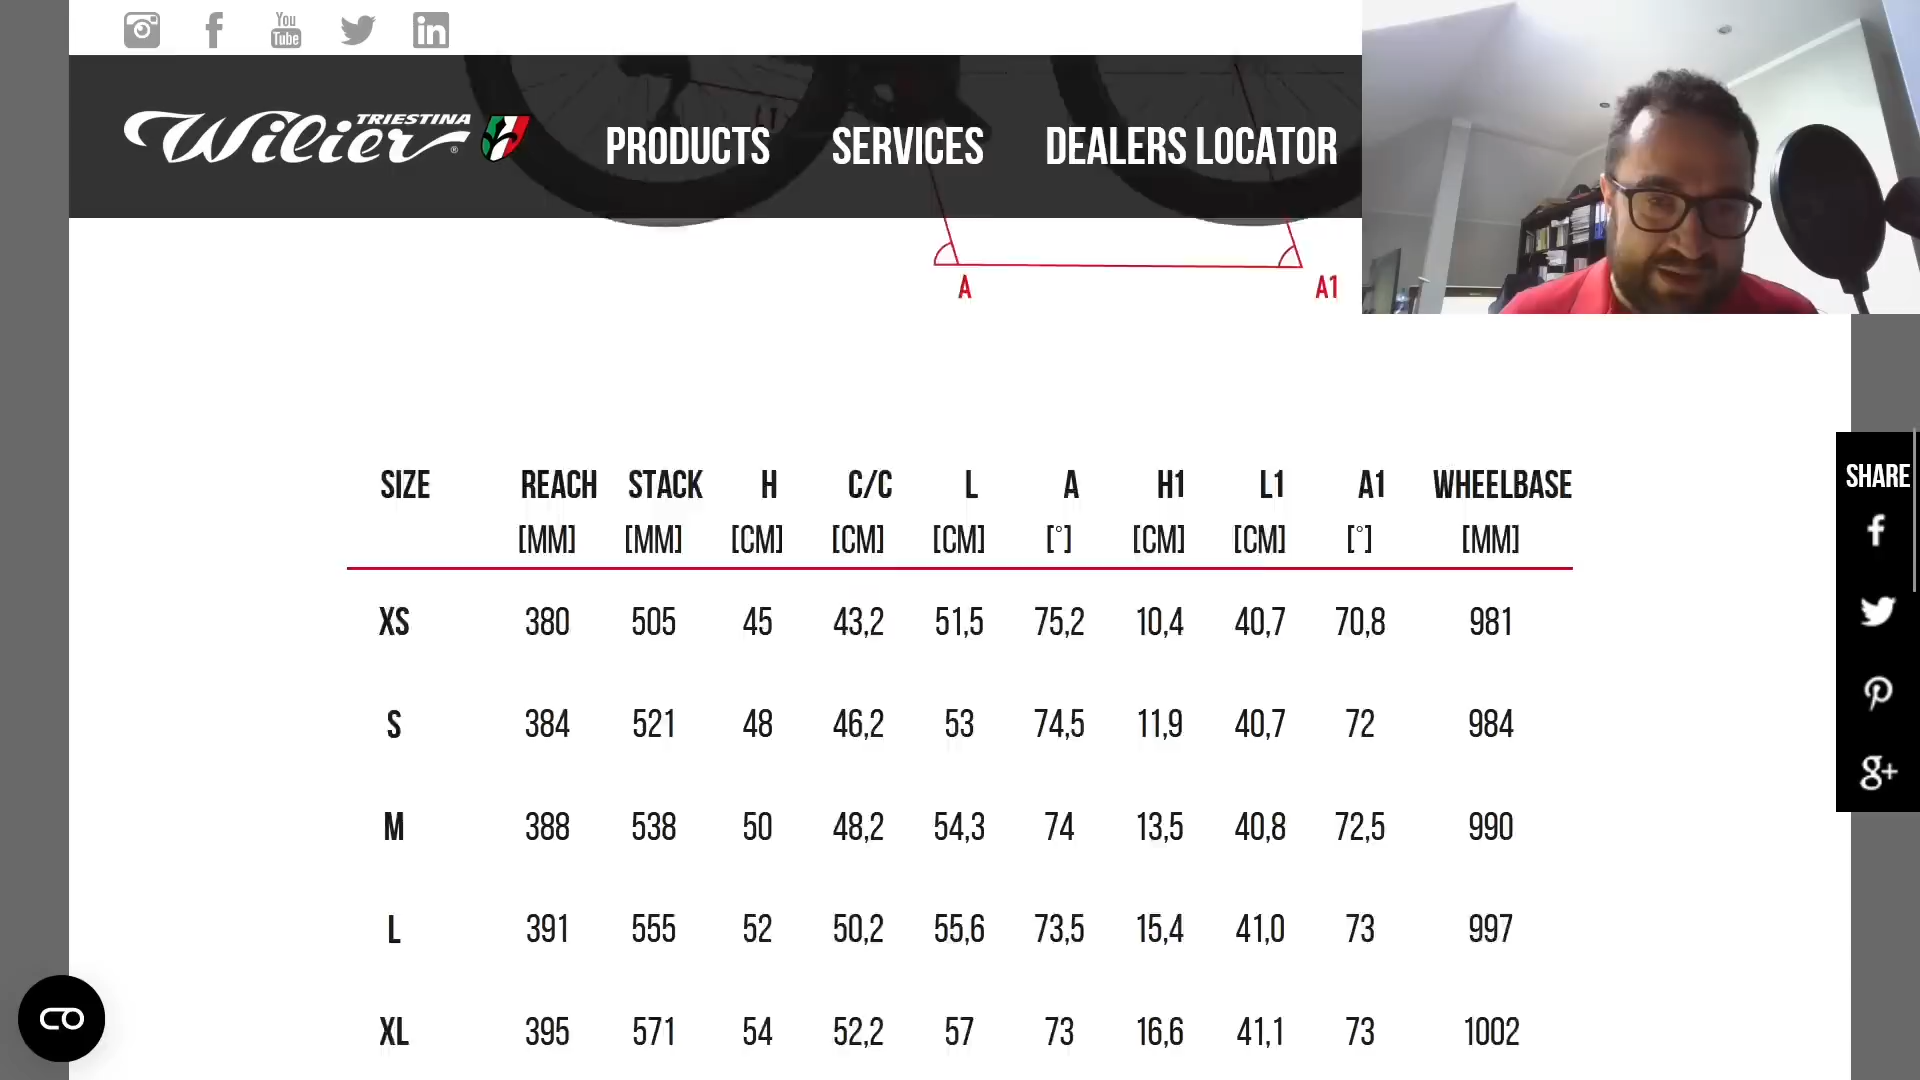 You
Tube
in
Wilier TRIESTINA ®
PRODUCTS SERVICES DEALERS LOCATOR
A A1
SIZE REACH STACK H C/C L A H1 L1 A1 WHEELBASE
[MM] [MM] [CM] [CM] [CM] [°] [CM] [CM] [°] [MM]
XS 380 505 45 43,2 51,5 75,2 10,4 40,7 70,8 981
S 384 521 48 46,2 53 74,5 11,9 40,7 72 984
M 388 538 50 48,2 54,3 74 13,5 40,8 72,5 990
L 391 555 52 50,2 55,6 73,5 15,4 41,0 73 997
XL 395 571 54 52,2 57 73 16,6 41,1 73 1002
SHARE
f
g+